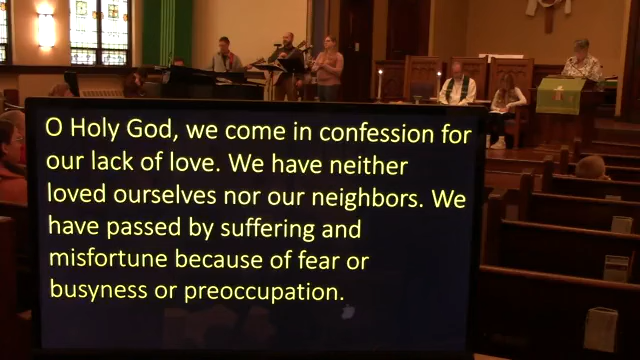 O Holy God, we come in confession for
our lack of love. We have neither
loved ourselves nor our neighbors. We
have passed by suffering and
misfortune because of fear or
busyness or preoccupation.